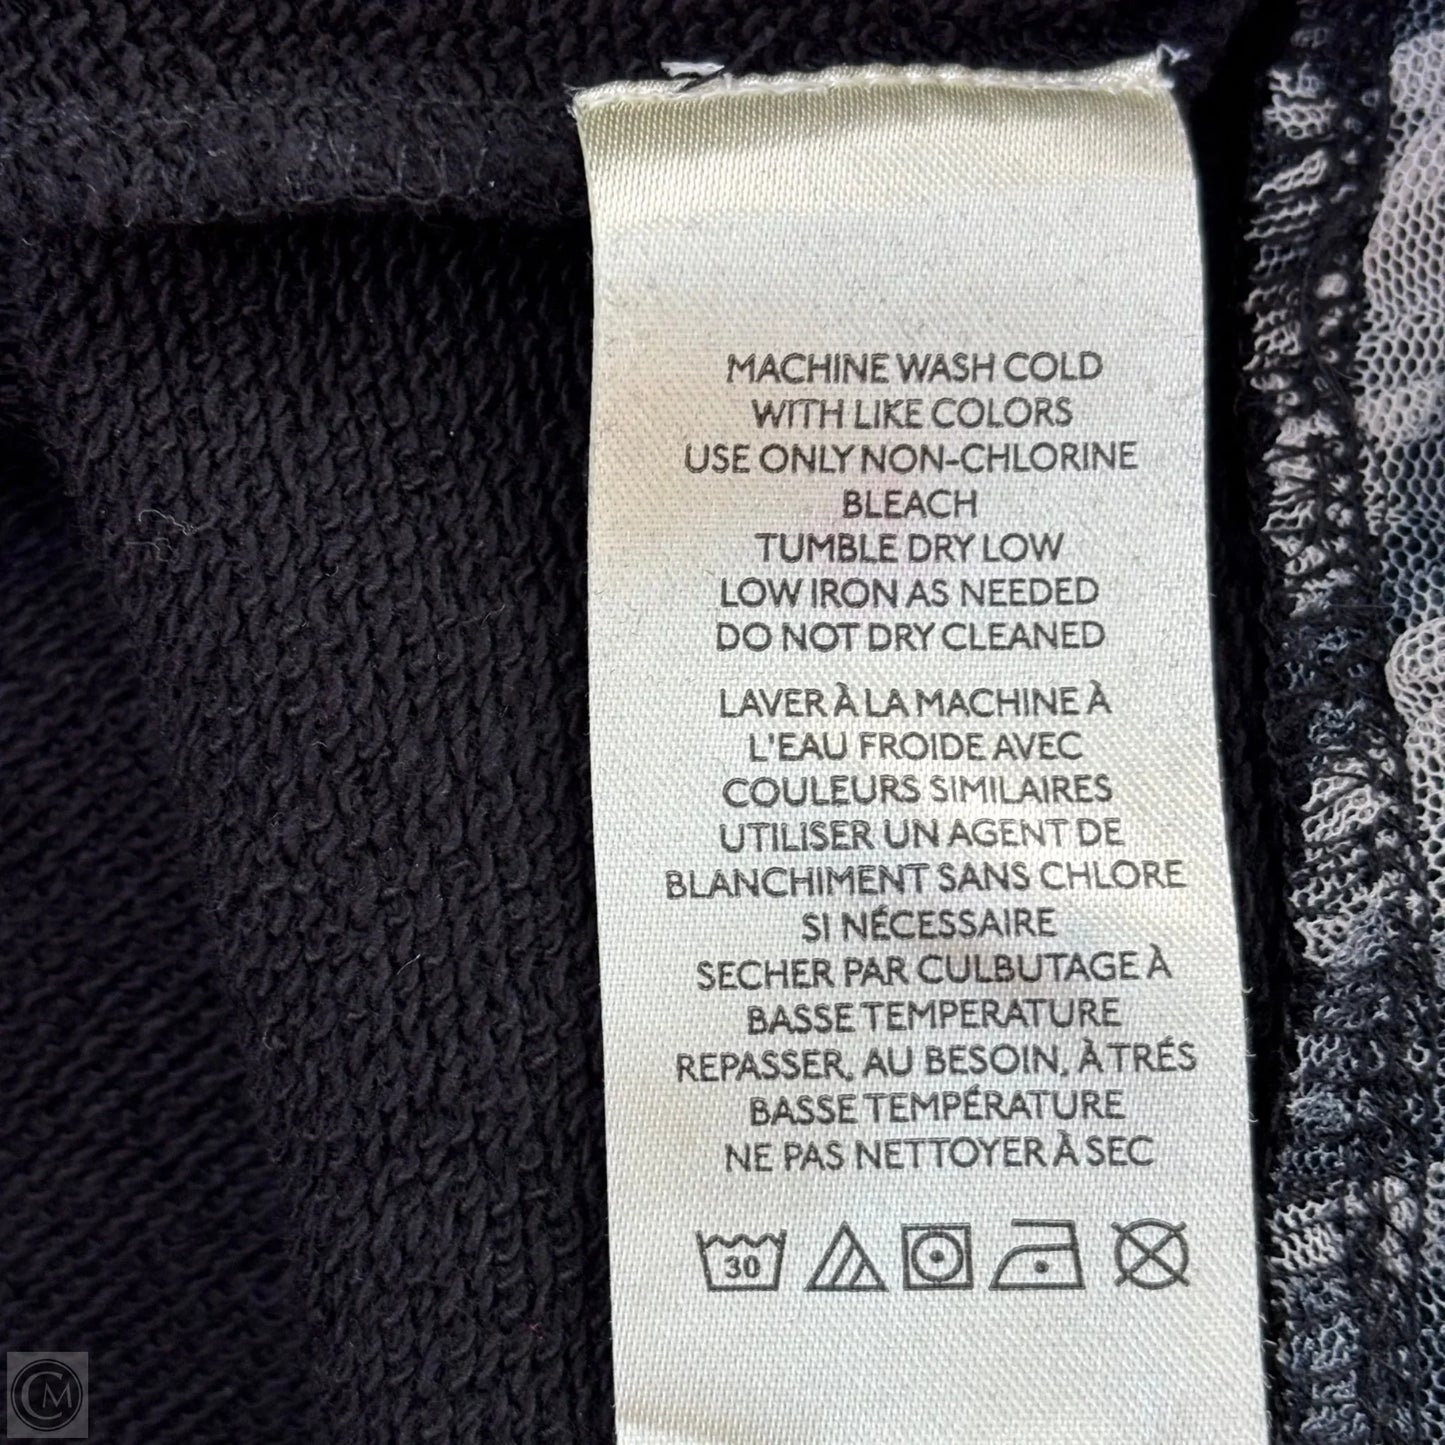 MACHINE WASH COLD
WITH LIKE COLORS
USE ONLY NON-CHLORINE
BLEACH
TUMBLE DRY LOW
LOW IRON AS NEEDED
DO NOT DRY CLEANED
LAVER À LA MACHINE À
L'EAU FROIDE AVEC
COULEURS SIMILAIRES
UTILISER UN AGENT DE
BLANCHIMENT SANS CHLORE
SI NÉCESSAIRE
SECHER PAR CULBUTAGE À
BASSE TEMPERATURE
REPASSER, AU BESOIN, À TRÉS
BASSE TEMPÉRATURE
NE PAS NETTOYER À SEC
30
CM